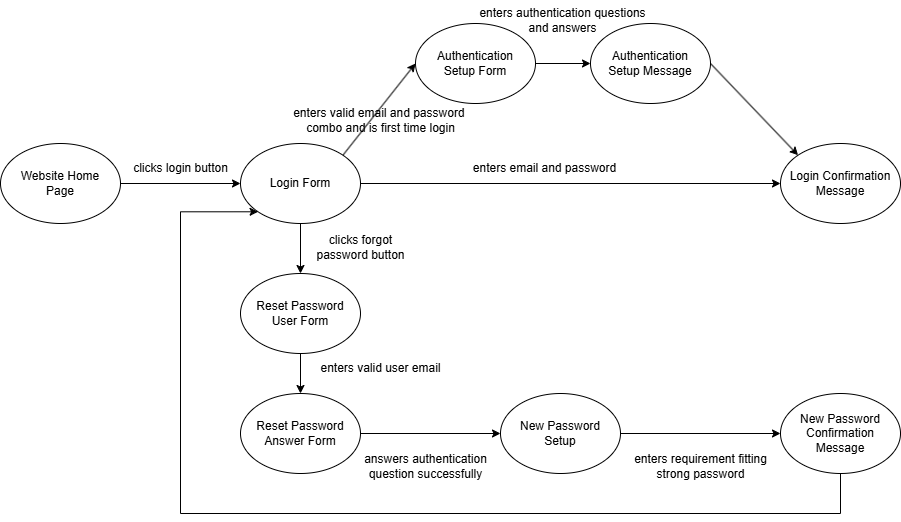 enters authentication questions
and answers
Authentication
Setup Form
Authentication
Setup Message
enters valid email and password
combo and is first time login
Website Home
Page
clicks login button
Login Form
enters email and password
Login Confirmation
Message
clicks forgot
password button
Reset Password
User Form
enters valid user email
Reset Password
Answer Form
answers authentication
question successfully
New Password
Setup
enters requirement fitting
strong password
New Password
Confirmation
Message